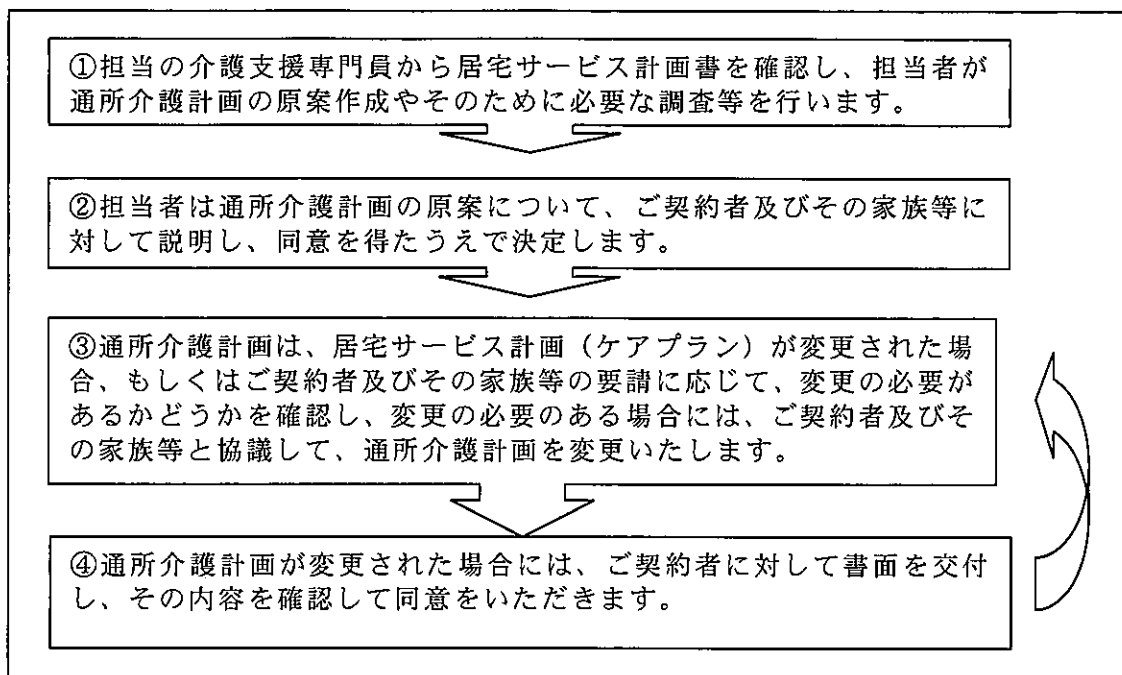 ①担当の介護支援専門員から居宅サービス計画書を確認し、担当者が
通所介護計画の原案作成やそのために必要な調査等を行います。
②担当者は通所介護計画の原案について、ご契約者及びその家族等に
対して説明し、同意を得たうえで決定します。
③通所介護計画は、居宅サービス計画（ケアプラン）が変更された場
合、もしくはご契約者及びその家族等の要請に応じて、変更の必要が
あるかどうかを確認し、変更の必要のある場合には、ご契約者及びそ
の家族等と協議して、通所介護計画を変更いたします。
④通所介護計画が変更された場合には、ご契約者に対して書面を交付
し、その内容を確認して同意をいただきます。